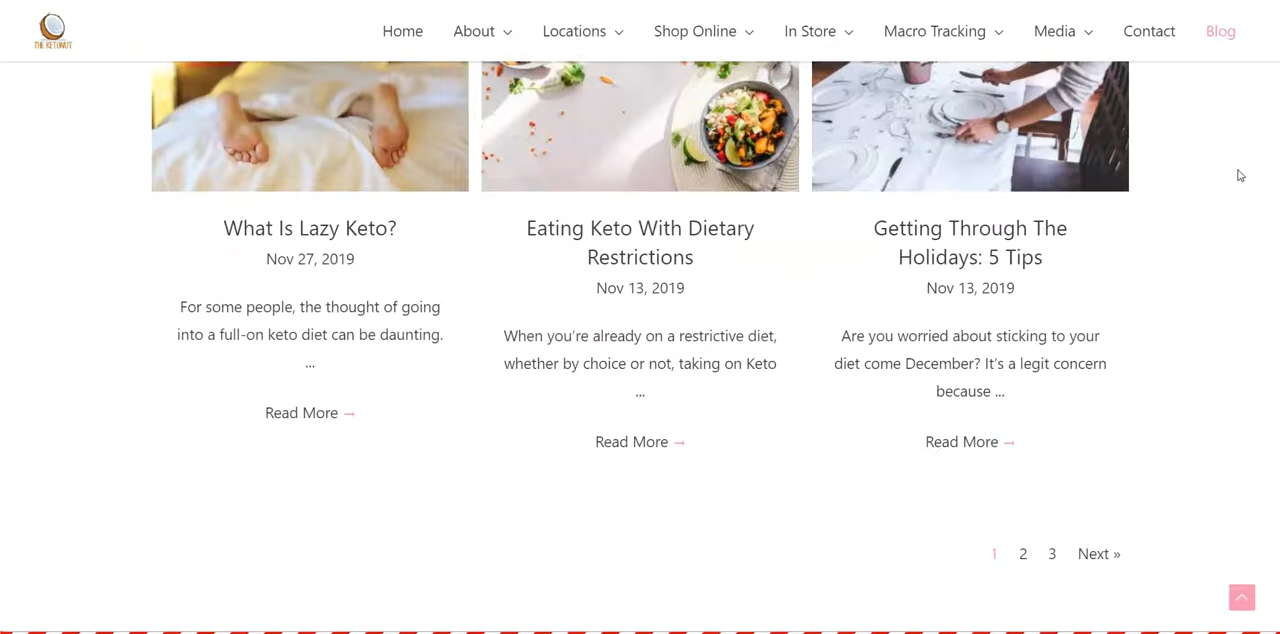 THE KETONUT
Home About Locations Shop Online In Store Macro Tracking Media Contact Blog
What Is Lazy Keto?
Nov 27, 2019
For some people, the thought of going
into a full-on keto diet can be daunting.
...
Read More →
Eating Keto With Dietary
Restrictions
Nov 13, 2019
When you’re already on a restrictive diet,
whether by choice or not, taking on Keto
...
Read More →
Getting Through The
Holidays: 5 Tips
Nov 13, 2019
Are you worried about sticking to your
diet come December? It’s a legit concern
because ...
Read More →
1 2 3 Next »